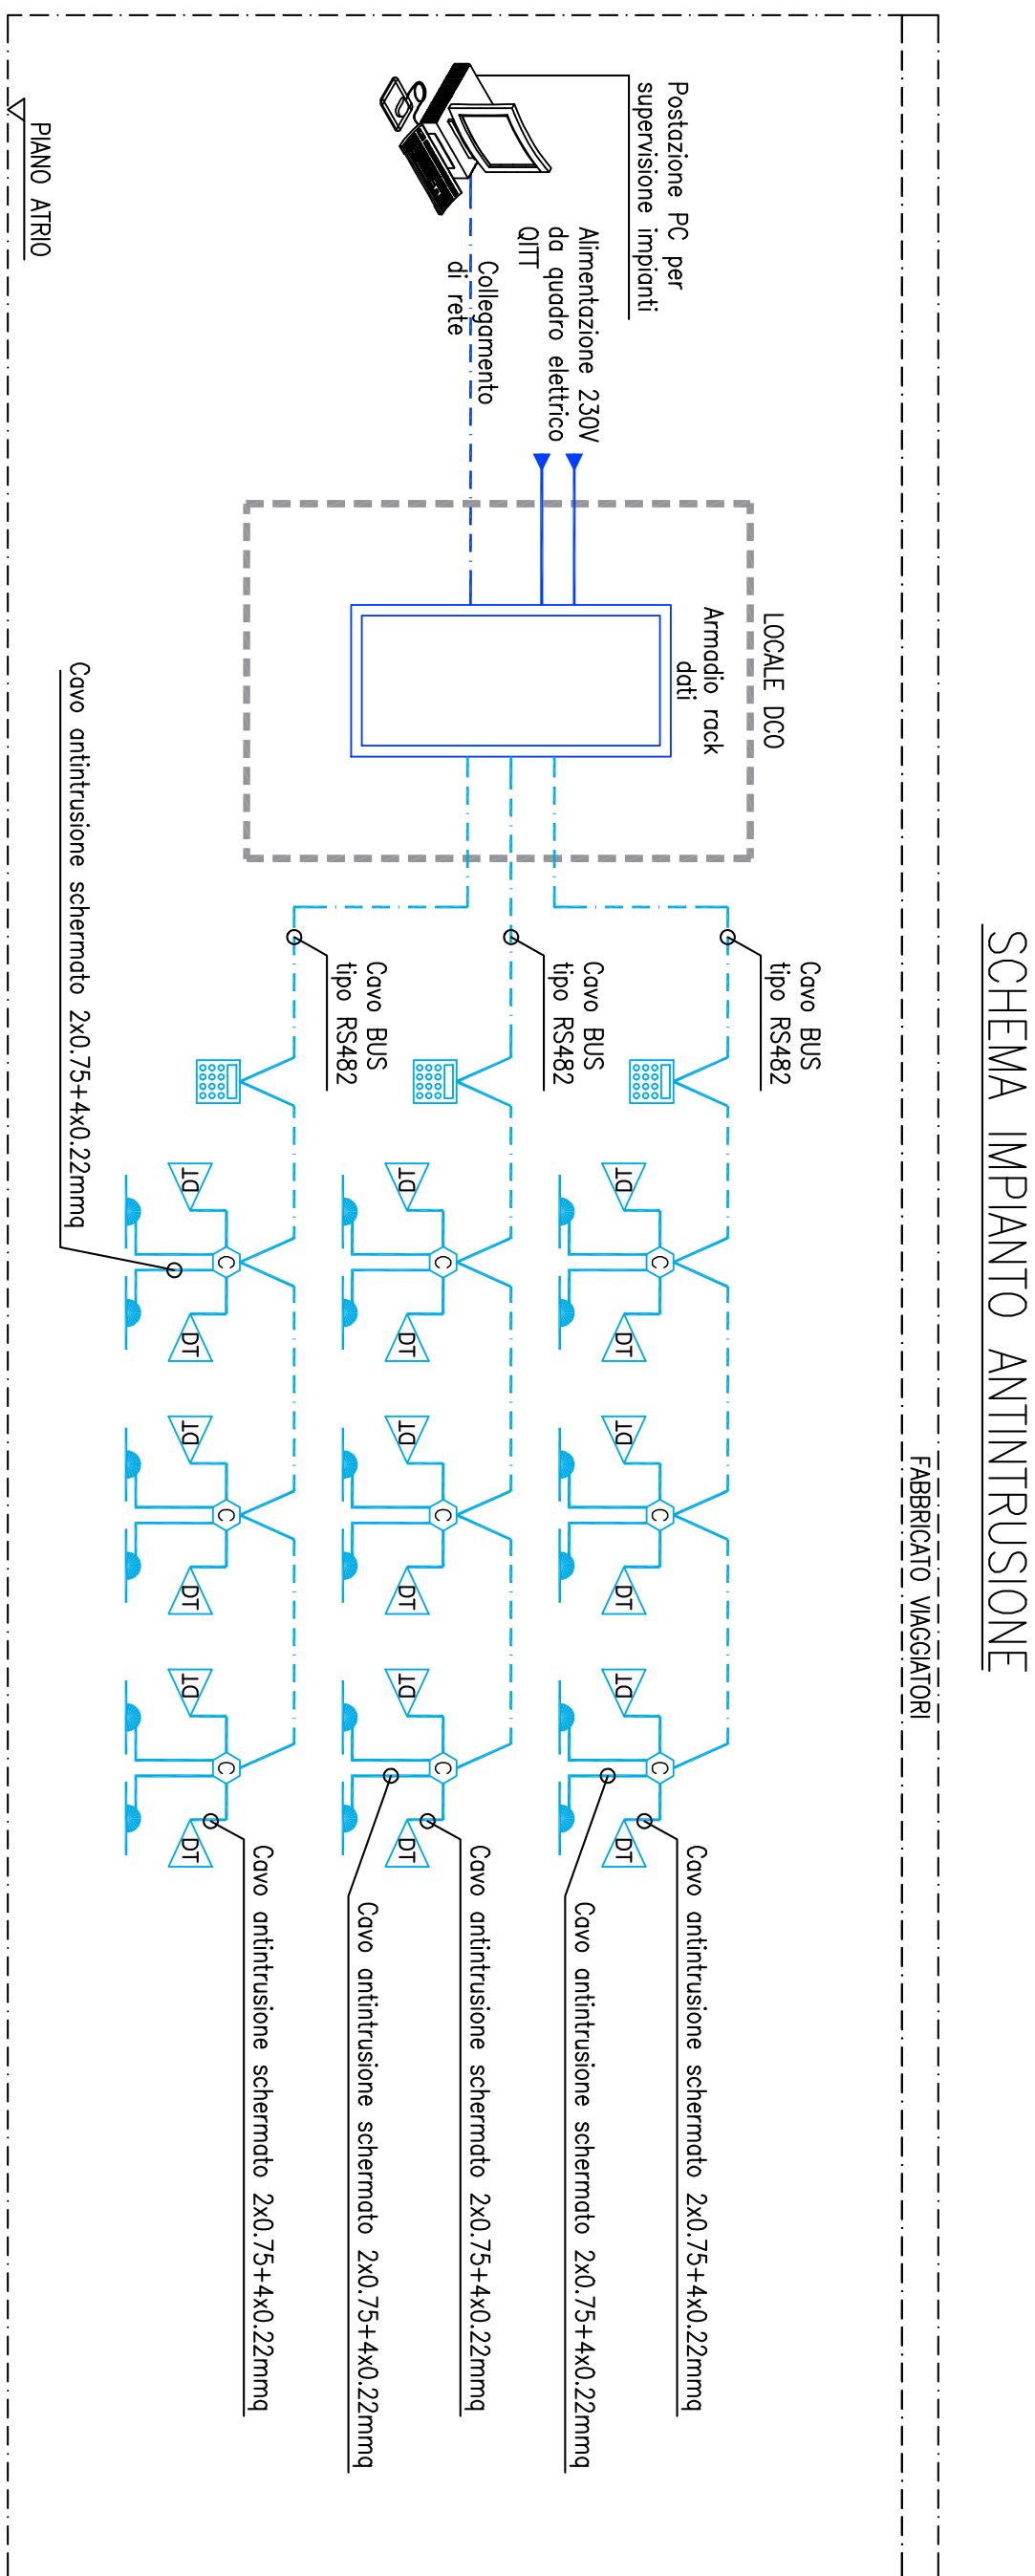 SCHEMA IMPIANTO ANTINTRUSIONE
FABBRICATO VIAGGIATORI
Postazione PC per
supervisione impianti
Alimentazione 230V
da quadro elettrico
QITT
Collegamento
di rete
LOCALE DCO
Armadio rack
dati
Cavo BUS
tipo RS482
C
DT
DT
C
DT
DT
C
DT
DT
Cavo antintrusione schermato 2x0.75+4x0.22mmq
Cavo antintrusione schermato 2x0.75+4x0.22mmq
Cavo BUS
tipo RS482
C
DT
DT
C
DT
DT
C
DT
DT
Cavo antintrusione schermato 2x0.75+4x0.22mmq
Cavo antintrusione schermato 2x0.75+4x0.22mmq
Cavo BUS
tipo RS482
C
DT
DT
C
DT
DT
C
DT
DT
Cavo antintrusione schermato 2x0.75+4x0.22mmq
Cavo antintrusione schermato 2x0.75+4x0.22mmq
PIANO ATRIO